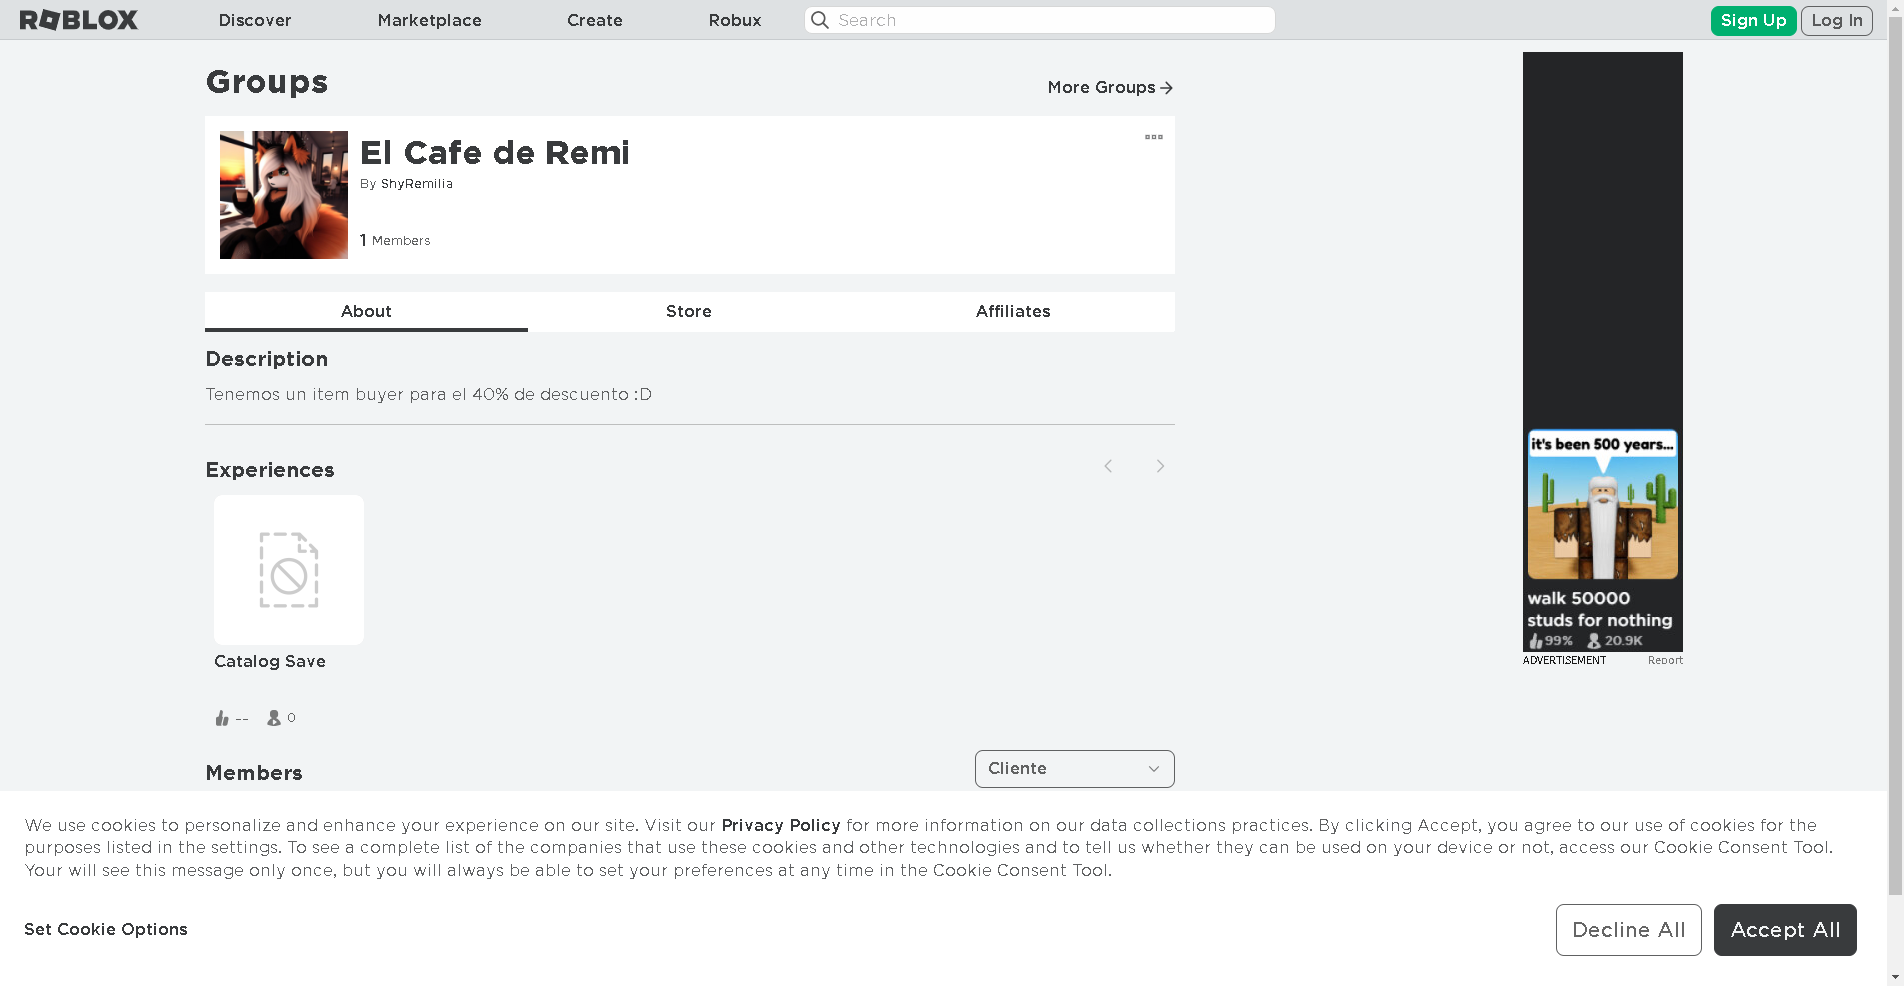 ROBLOX Discover Marketplace Create Robux Search Sign Up Log In
Groups
More Groups
El Cafe de Remi
By ShyRemilia
1 Members
About Store Affiliates
Description
Tenemos un item buyer para el 40% de descuento :D
Experiences
Catalog Save
-- 0
Members
Cliente
it's been 500 years...
walk 50000
studs for nothing
99% 20.9K
ADVERTISEMENT Report
We use cookies to personalize and enhance your experience on our site. Visit our Privacy Policy for more information on our data collections practices. By clicking Accept, you agree to our use of cookies for the
purposes listed in the settings. To see a complete list of the companies that use these cookies and other technologies and to tell us whether they can be used on your device or not, access our Cookie Consent Tool.
Your will see this message only once, but you will always be able to set your preferences at any time in the Cookie Consent Tool.
Set Cookie Options
Decline All Accept All